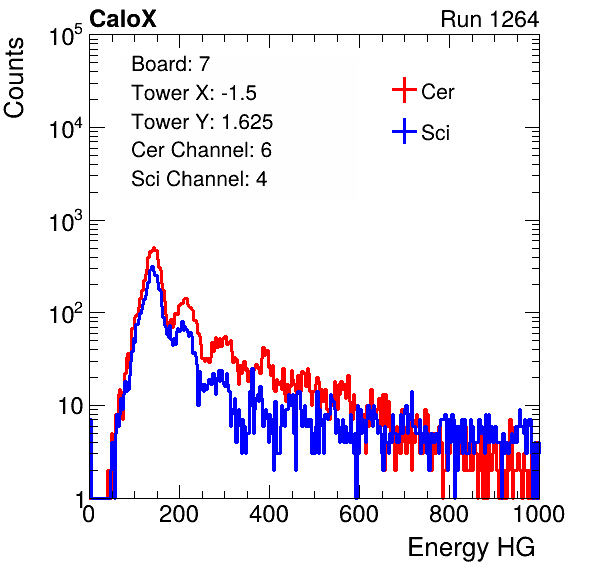 CaloX Run 1264
Board: 7
Tower X: -1.5
Tower Y: 1.625
Cer Channel: 6
Sci Channel: 4
Cer
Sci
Counts
10^5
10^4
10^3
10^2
10
1
0 200 400 600 800 1000
Energy HG